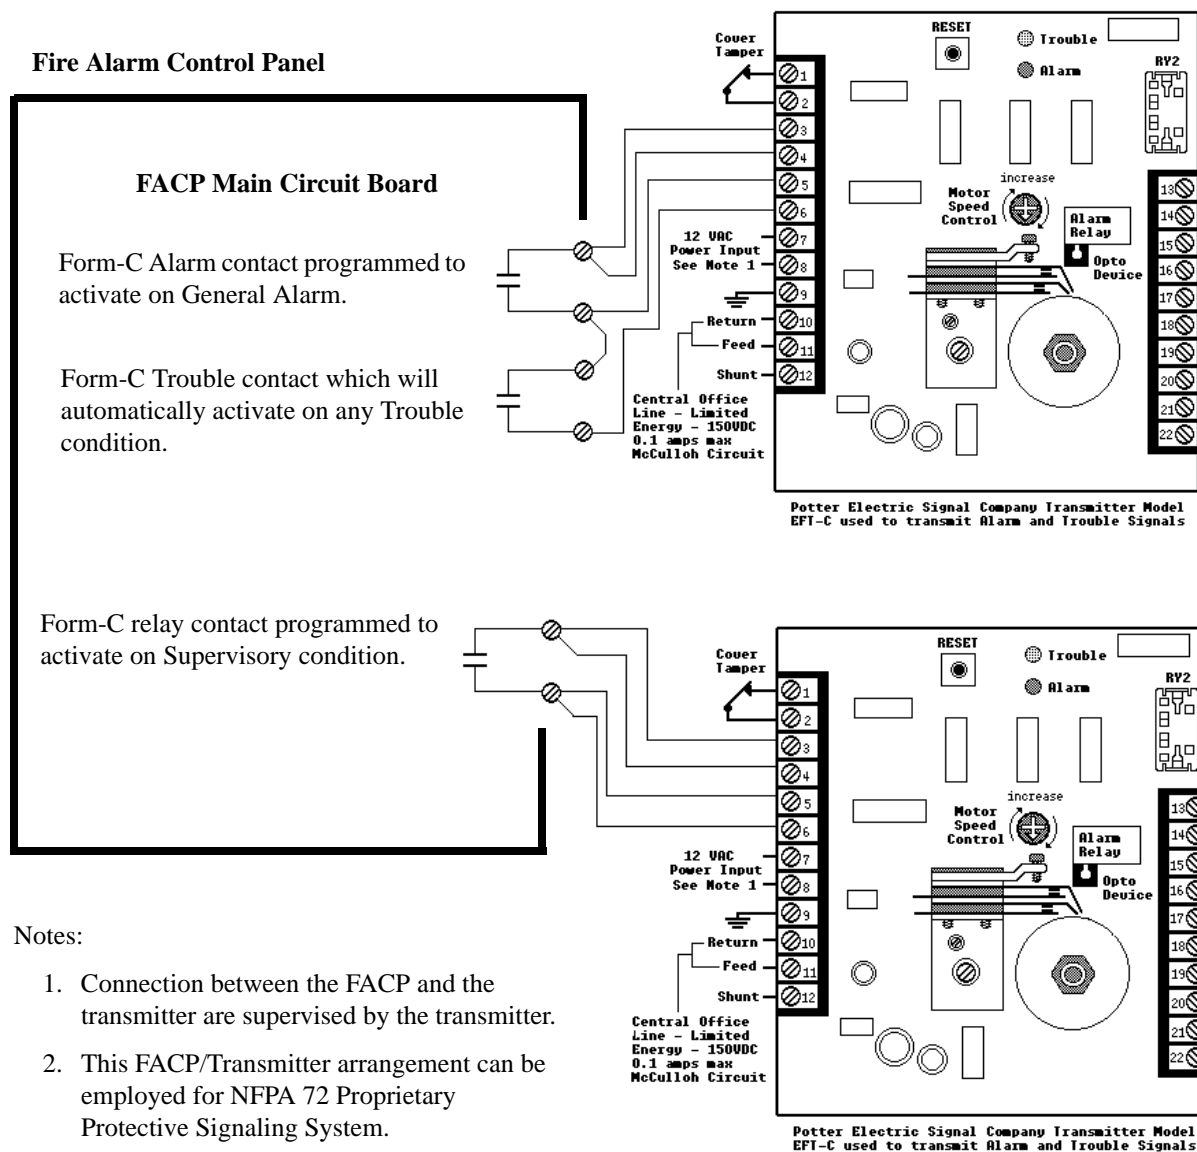 Fire Alarm Control Panel
FACP Main Circuit Board
Form-C Alarm contact programmed to
activate on General Alarm.
Form-C Trouble contact which will
automatically activate on any Trouble
condition.
Cover
Tamper
1
2
3
4
5
6
12 VAC
Power Input
See Note 1
7
8
9
Return
10
Feed
11
Shunt
12
Central Office
Line - Limited
Energy - 150VDC
0.1 amps max
McCulloh Circuit
RESET
Trouble
Alarm
RY2
increase
Motor
Speed
Control
Alarm
Relay
Opto
Device
13
14
15
16
17
18
19
20
21
22
Potter Electric Signal Company Transmitter Model
EFT-C used to transmit Alarm and Trouble Signals
Form-C relay contact programmed to
activate on Supervisory condition.
Cover
Tamper
1
2
3
4
5
6
12 VAC
Power Input
See Note 1
7
8
9
Return
10
Feed
11
Shunt
12
Central Office
Line - Limited
Energy - 150VDC
0.1 amps max
McCulloh Circuit
RESET
Trouble
Alarm
RY2
increase
Motor
Speed
Control
Alarm
Relay
Opto
Device
13
14
15
16
17
18
19
20
21
22
Potter Electric Signal Company Transmitter Model
EFT-C used to transmit Alarm and Trouble Signals
Notes:
1. Connection between the FACP and the
transmitter are supervised by the transmitter.
2. This FACP/Transmitter arrangement can be
employed for NFPA 72 Proprietary
Protective Signaling System.